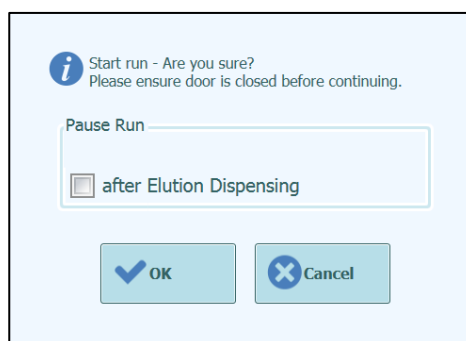 Start run - Are you sure?
Please ensure door is closed before continuing.
Pause Run
after Elution Dispensing
OK
Cancel